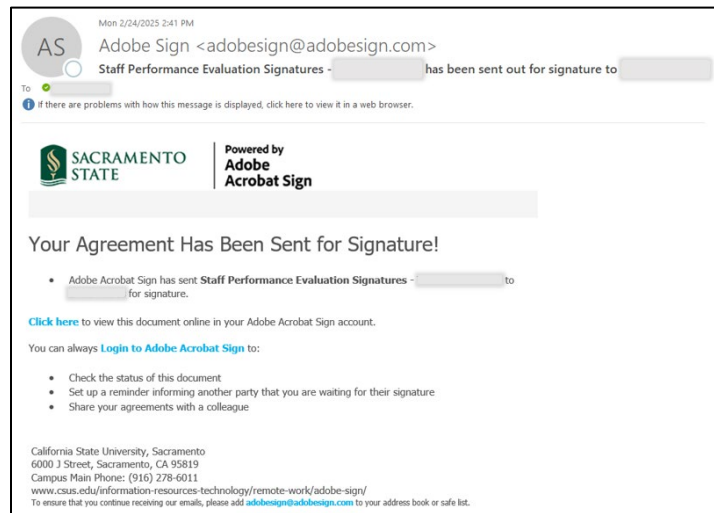 Mon 2/24/2025 2:41 PM
AS
Adobe Sign <adobesign@adobesign.com>
Staff Performance Evaluation Signatures - has been sent out for signature to
To
If there are problems with how this message is displayed, click here to view it in a web browser.
SACRAMENTO
STATE
Powered by
Adobe
Acrobat Sign
Your Agreement Has Been Sent for Signature!
• Adobe Acrobat Sign has sent Staff Performance Evaluation Signatures - to
for signature.
Click here to view this document online in your Adobe Acrobat Sign account.
You can always Login to Adobe Acrobat Sign to:
• Check the status of this document
• Set up a reminder informing another party that you are waiting for their signature
• Share your agreements with a colleague
California State University, Sacramento
6000 J Street, Sacramento, CA 95819
Campus Main Phone: (916) 278-6011
www.csus.edu/information-resources-technology/remote-work/adobe-sign/
To ensure that you continue receiving our emails, please add adobesign@adobesign.com to your address book or safe list.